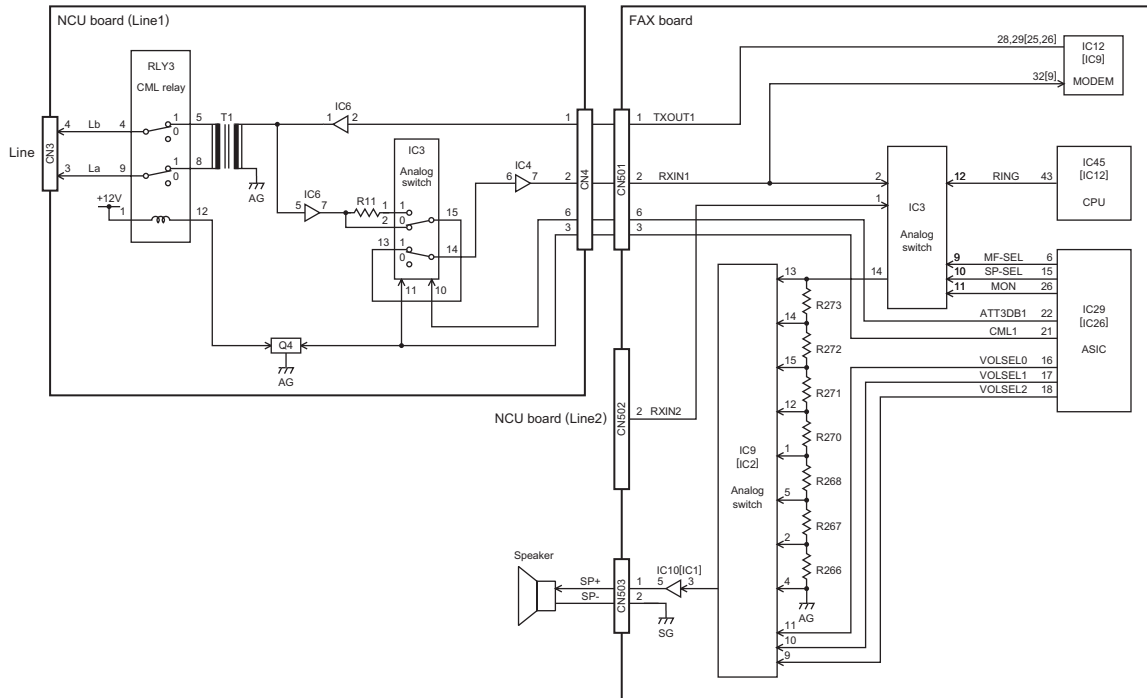 NCU board (Line1)
FAX board
RLY3
CML relay
T1
Line
CN3
4 Lb 4
3 La 9
1
0
1
0
5
8
+12V
1
12
AG
IC6
1 2
IC3
Analog
switch
IC6
5 7
R11
1 1
2 0
15
13 1
0
14
11 10
IC4
6 7
Q4
AG
CN4
1
2
6
3
CN501
1 TXOUT1
2 RXIN1
6
3
28,29[25,26]
32[9]
IC12
[IC9]
MODEM
2
1
IC3
Analog
switch
14
12 RING 43
IC45
[IC12]
CPU
9 MF-SEL 6
10 SP-SEL 15
11 MON 26
ATT3DB1 22
CML1 21
VOLSEL0 16
VOLSEL1 17
VOLSEL2 18
IC29
[IC26]
ASIC
NCU board (Line2)
CN502
2 RXIN2
IC9
[IC2]
Analog
switch
13
R273
14
R272
15
R271
12
R270
1
R268
5
R267
2
R266
4
AG
11
10
9
Speaker
SP+
SP-
CN503
1
2
IC10[IC1]
5 3
SG